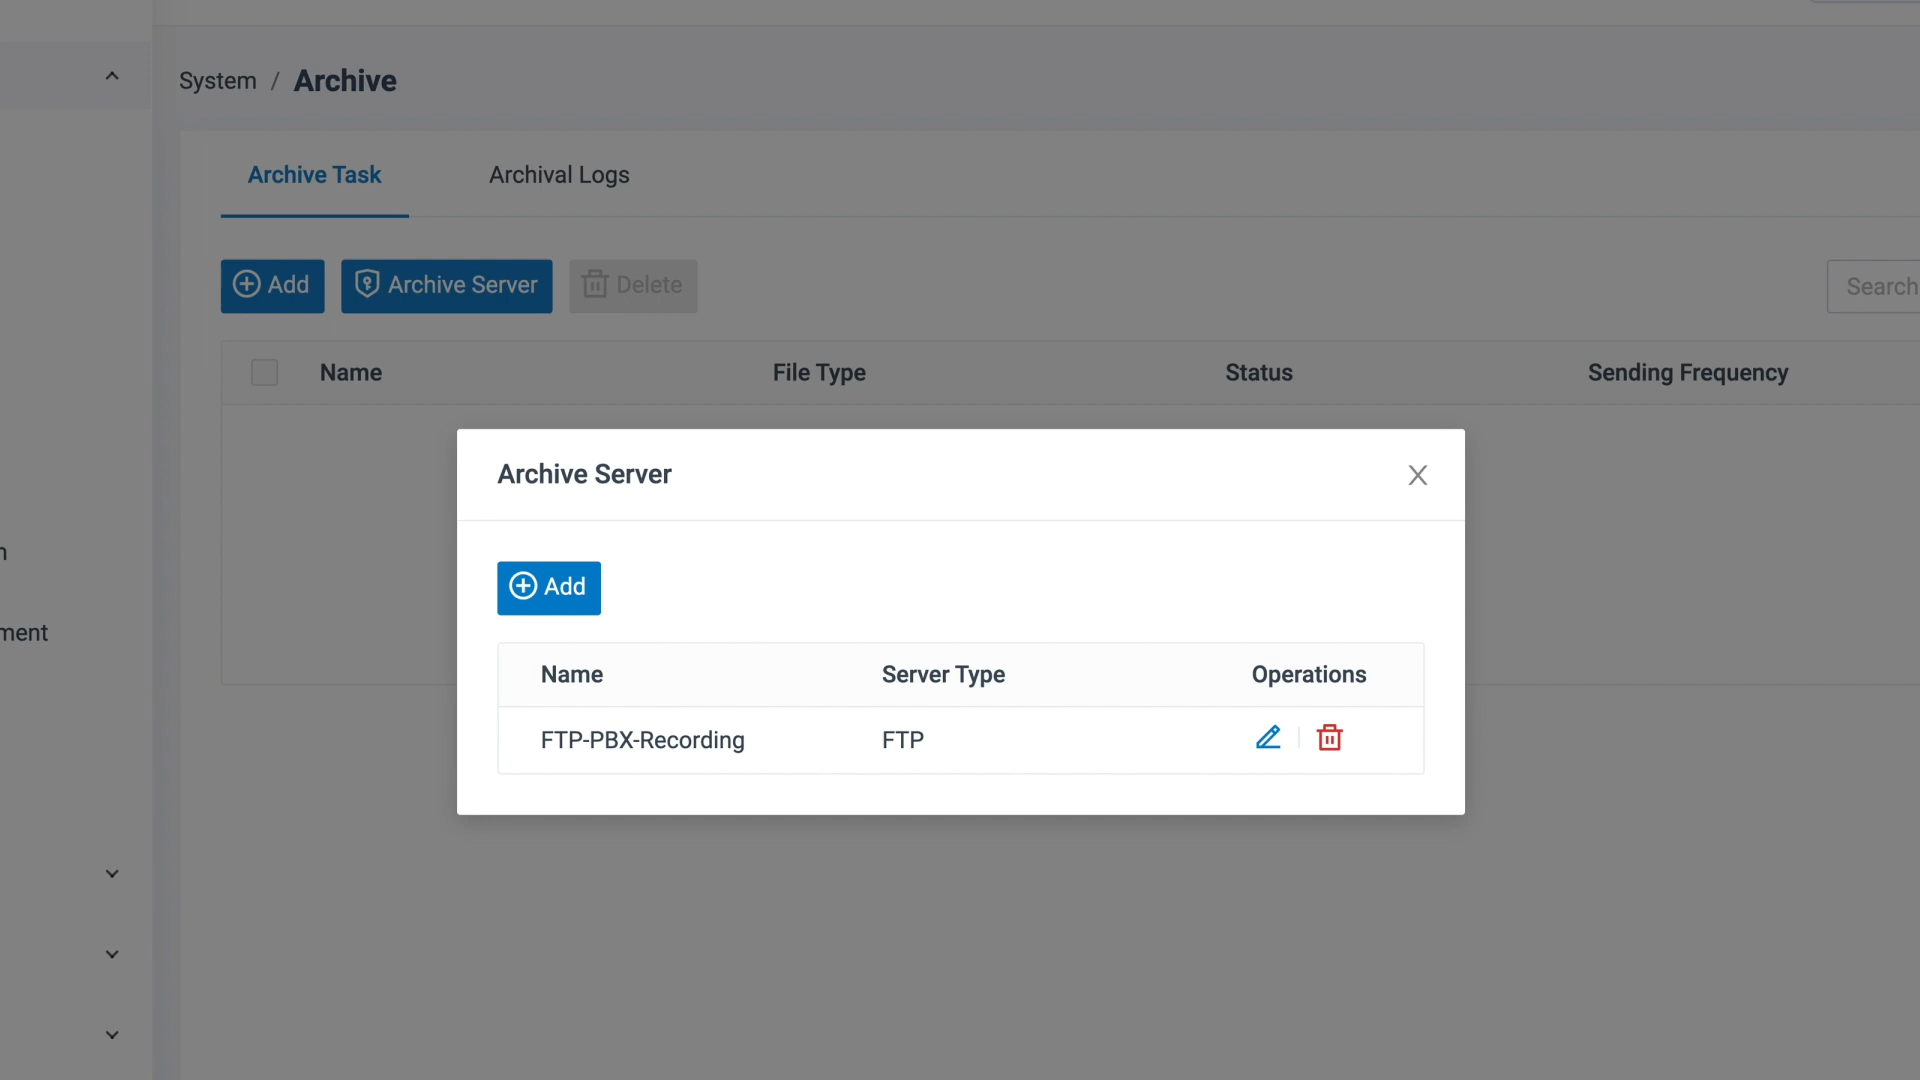 System / Archive
Archive Task Archival Logs
Add Archive Server Delete Search
Name File Type Status Sending Frequency
Archive Server
Add
Name Server Type Operations
FTP-PBX-Recording FTP